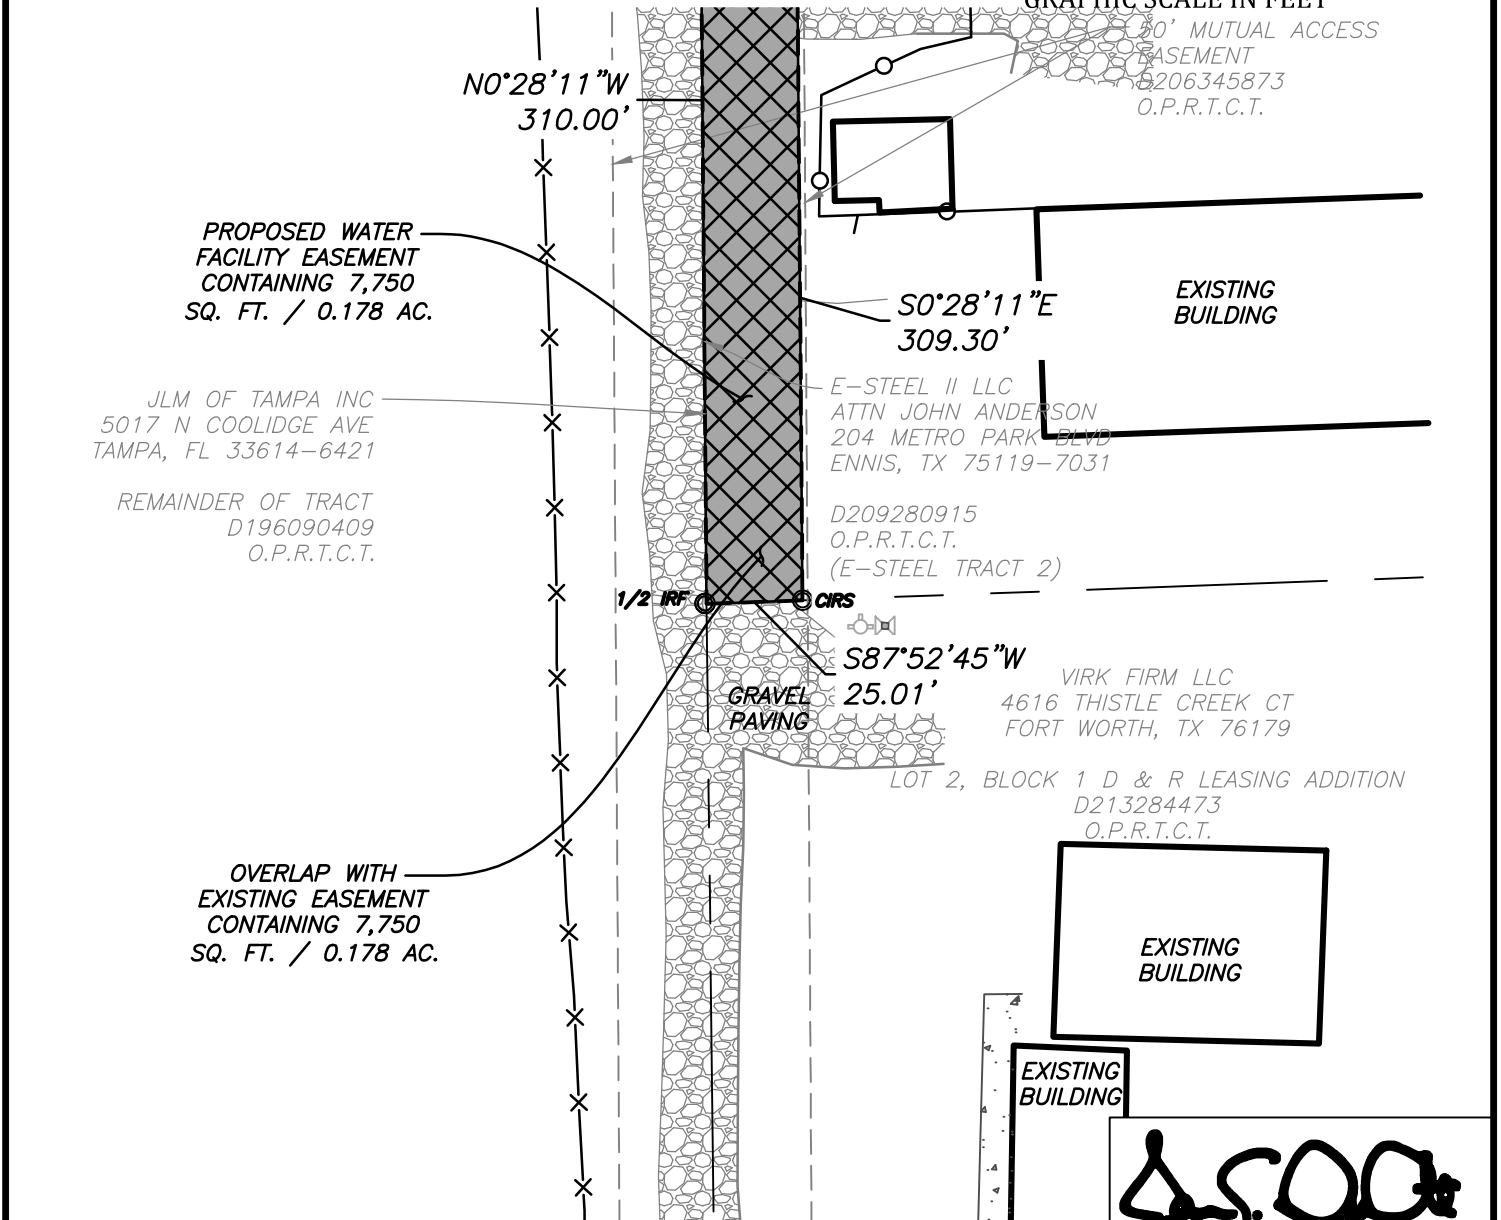 GRAPHIC SCALE IN FEET
50' MUTUAL ACCESS
EASEMENT
D206345873
O.P.R.T.C.T.
N0°28'11"W
310.00'
PROPOSED WATER
FACILITY EASEMENT
CONTAINING 7,750
SQ. FT. / 0.178 AC.
S0°28'11"E
309.30'
EXISTING
BUILDING
JLM OF TAMPA INC
5017 N COOLIDGE AVE
TAMPA, FL 33614-6421
REMAINDER OF TRACT
D196090409
O.P.R.T.C.T.
E-STEEL II LLC
ATTN JOHN ANDERSON
204 METRO PARK BLVD
ENNIS, TX 75119-7031
D209280915
O.P.R.T.C.T.
(E-STEEL TRACT 2)
1/2 IRF
CIRS
S87°52'45"W
25.01'
GRAVEL
PAVING
VIRK FIRM LLC
4616 THISTLE CREEK CT
FORT WORTH, TX 76179
LOT 2, BLOCK 1 D & R LEASING ADDITION
D213284473
O.P.R.T.C.T.
OVERLAP WITH
EXISTING EASEMENT
CONTAINING 7,750
SQ. FT. / 0.178 AC.
EXISTING
BUILDING
EXISTING
BUILDING